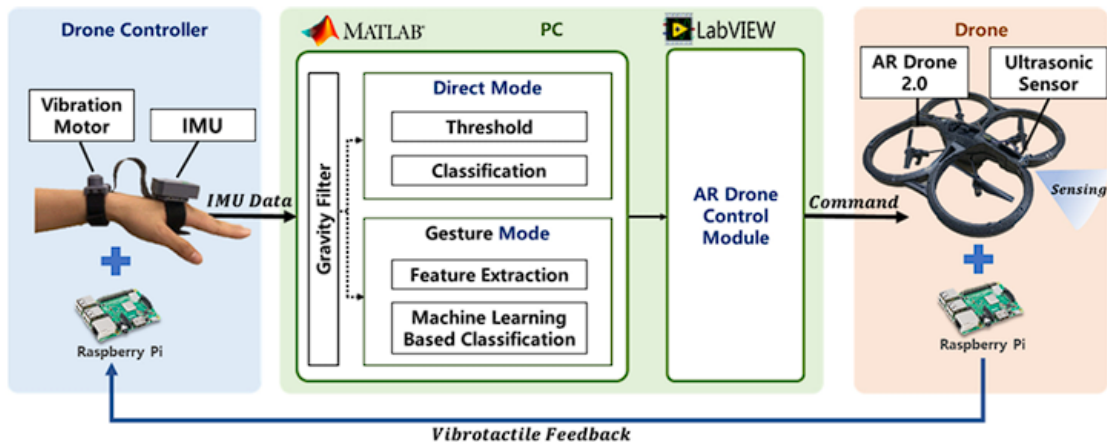 Drone Controller
Vibration
Motor
IMU
IMU Data
Raspberry Pi
MATLAB®
PC
LabVIEW
Gravity Filter
Direct Mode
Threshold
Classification
Gesture Mode
Feature Extraction
Machine Learning
Based Classification
AR Drone
Control
Module
Command
Drone
AR Drone
2.0
Ultrasonic
Sensor
Sensing
Raspberry Pi
Vibrotactile Feedback